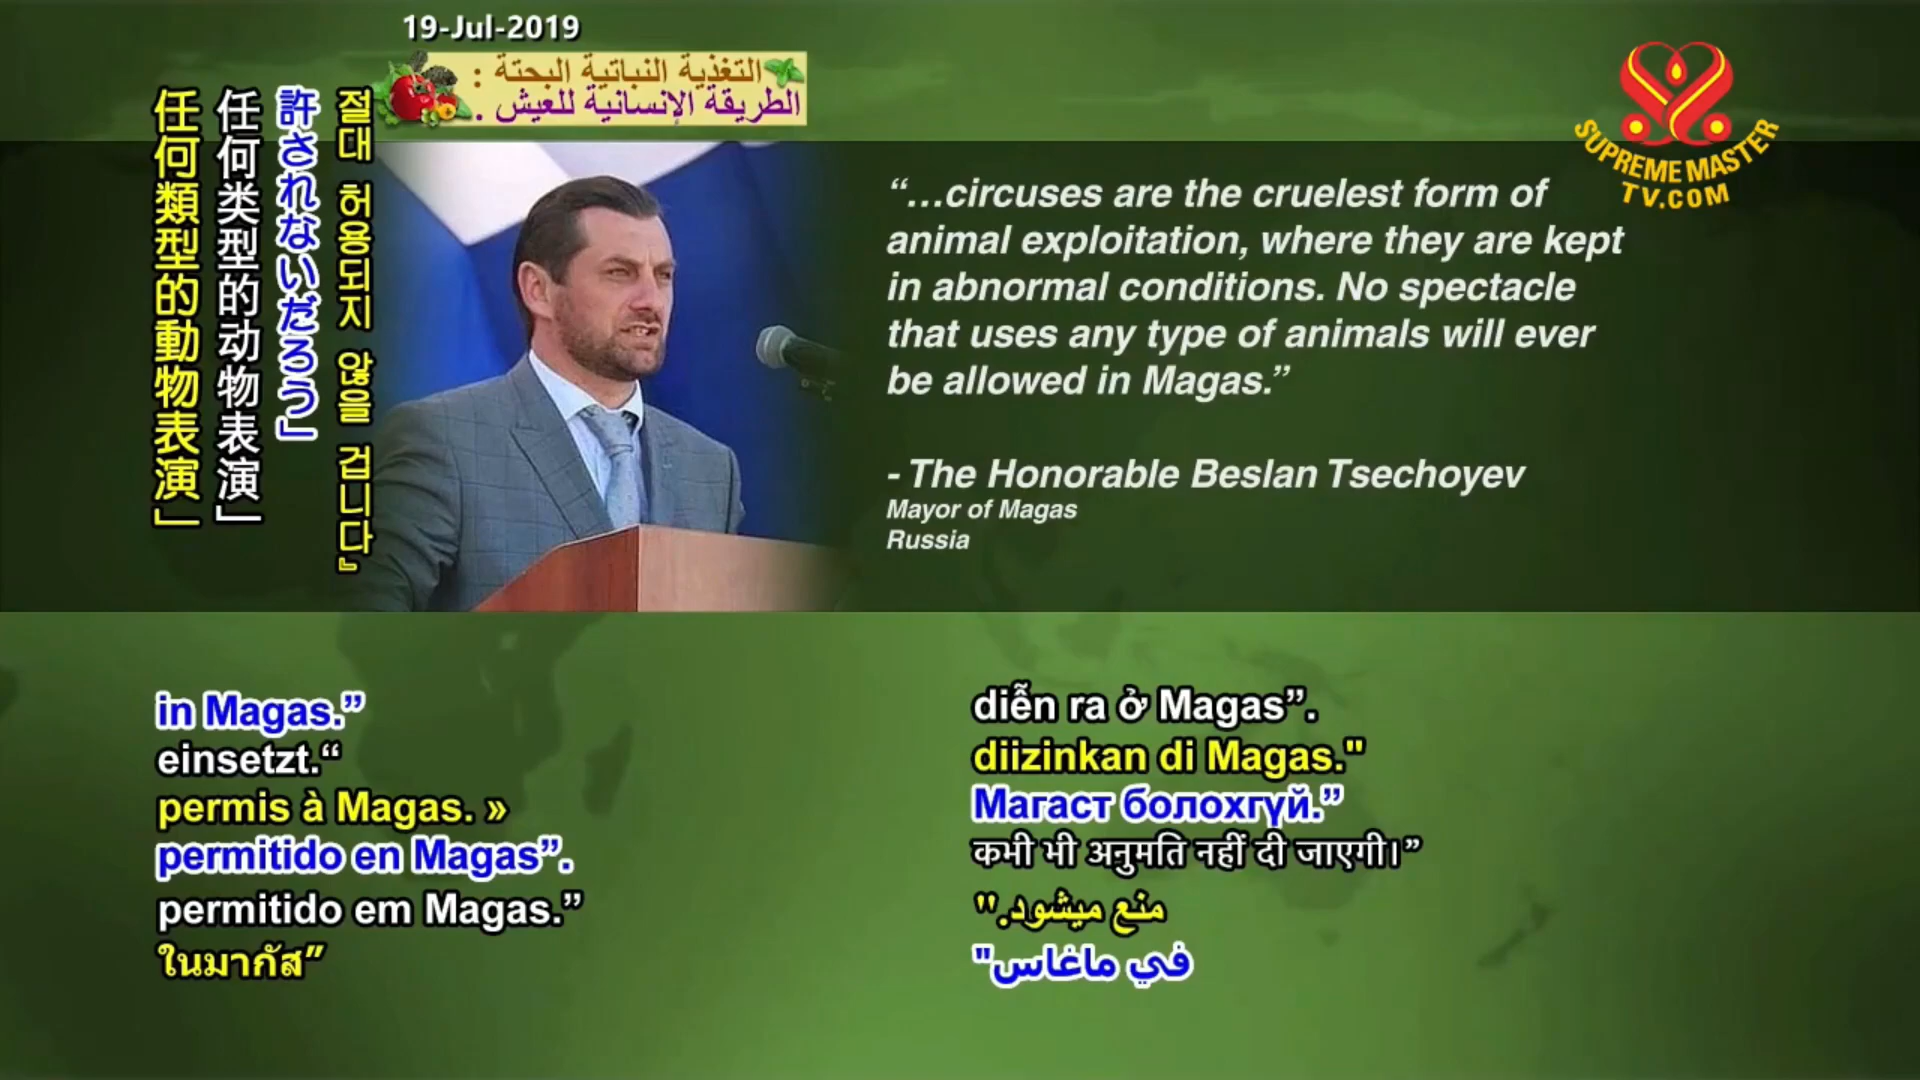 19-Jul-2019
التغذية النباتية البحتة :
الطريقة الإنسانية للعيش .
SUPREME MASTER
TV.COM
절대 허용되지 않을 겁니다』
許されないだろう」
任何类型的动物表演」
任何類型的動物表演」
“...circuses are the cruelest form of
animal exploitation, where they are kept
in abnormal conditions. No spectacle
that uses any type of animals will ever
be allowed in Magas.”
- The Honorable Beslan Tsechoyev
Mayor of Magas
Russia
in Magas.”
einsetzt.“
permis à Magas. »
permitido en Magas”.
permitido em Magas.”
ในมากัส”
diễn ra ở Magas”.
diizinkan di Magas."
Магаст болохгүй.”
कभी भी अनुमति नहीं दी जाएगी।”
منع میشود."
في ماغاس"